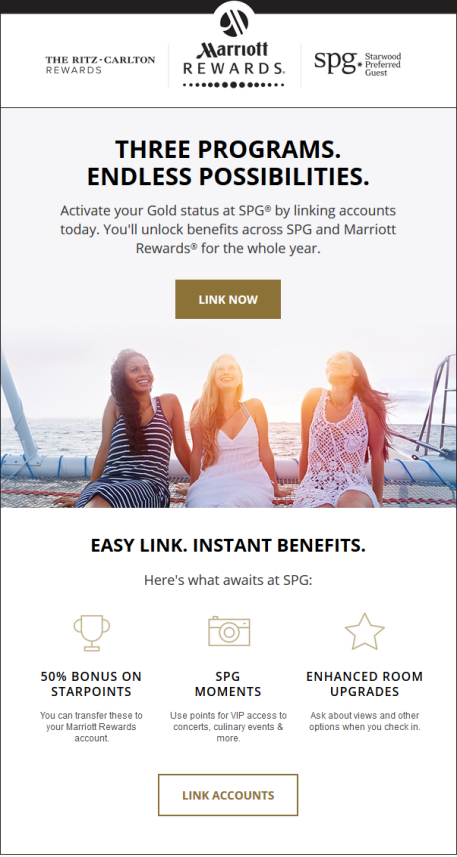 THE RITZ-CARLTON
REWARDS
Marriott
REWARDS.
spg*
Starwood
Preferred
Guest
THREE PROGRAMS.
ENDLESS POSSIBILITIES.
Activate your Gold status at SPG® by linking accounts
today. You'll unlock benefits across SPG and Marriott
Rewards® for the whole year.
LINK NOW
EASY LINK. INSTANT BENEFITS.
Here's what awaits at SPG:
50% BONUS ON
STARPOINTS
You can transfer these to
your Marriott Rewards
account.
SPG
MOMENTS
Use points for VIP access to
concerts, culinary events &
more.
ENHANCED ROOM
UPGRADES
Ask about views and other
options when you check in.
LINK ACCOUNTS